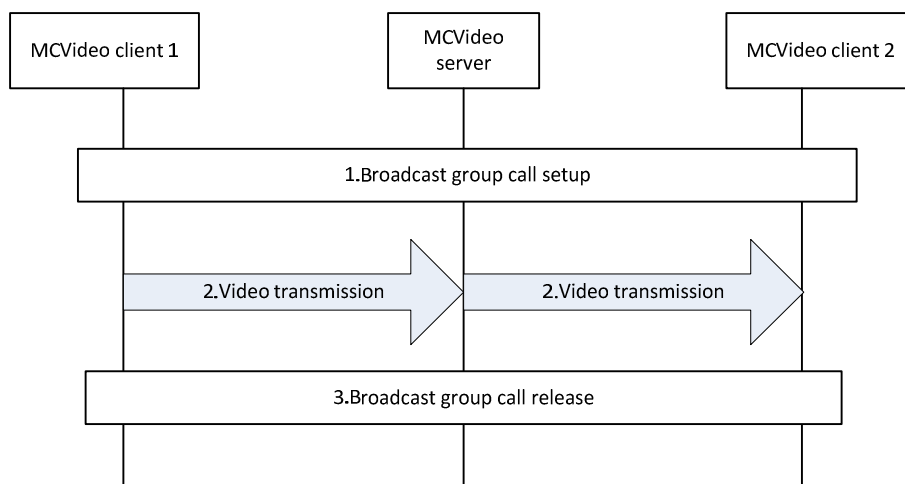 MCVideo client 1
MCVideo
server
MCVideo client 2
1.Broadcast group call setup
2.Video transmission
2.Video transmission
3.Broadcast group call release